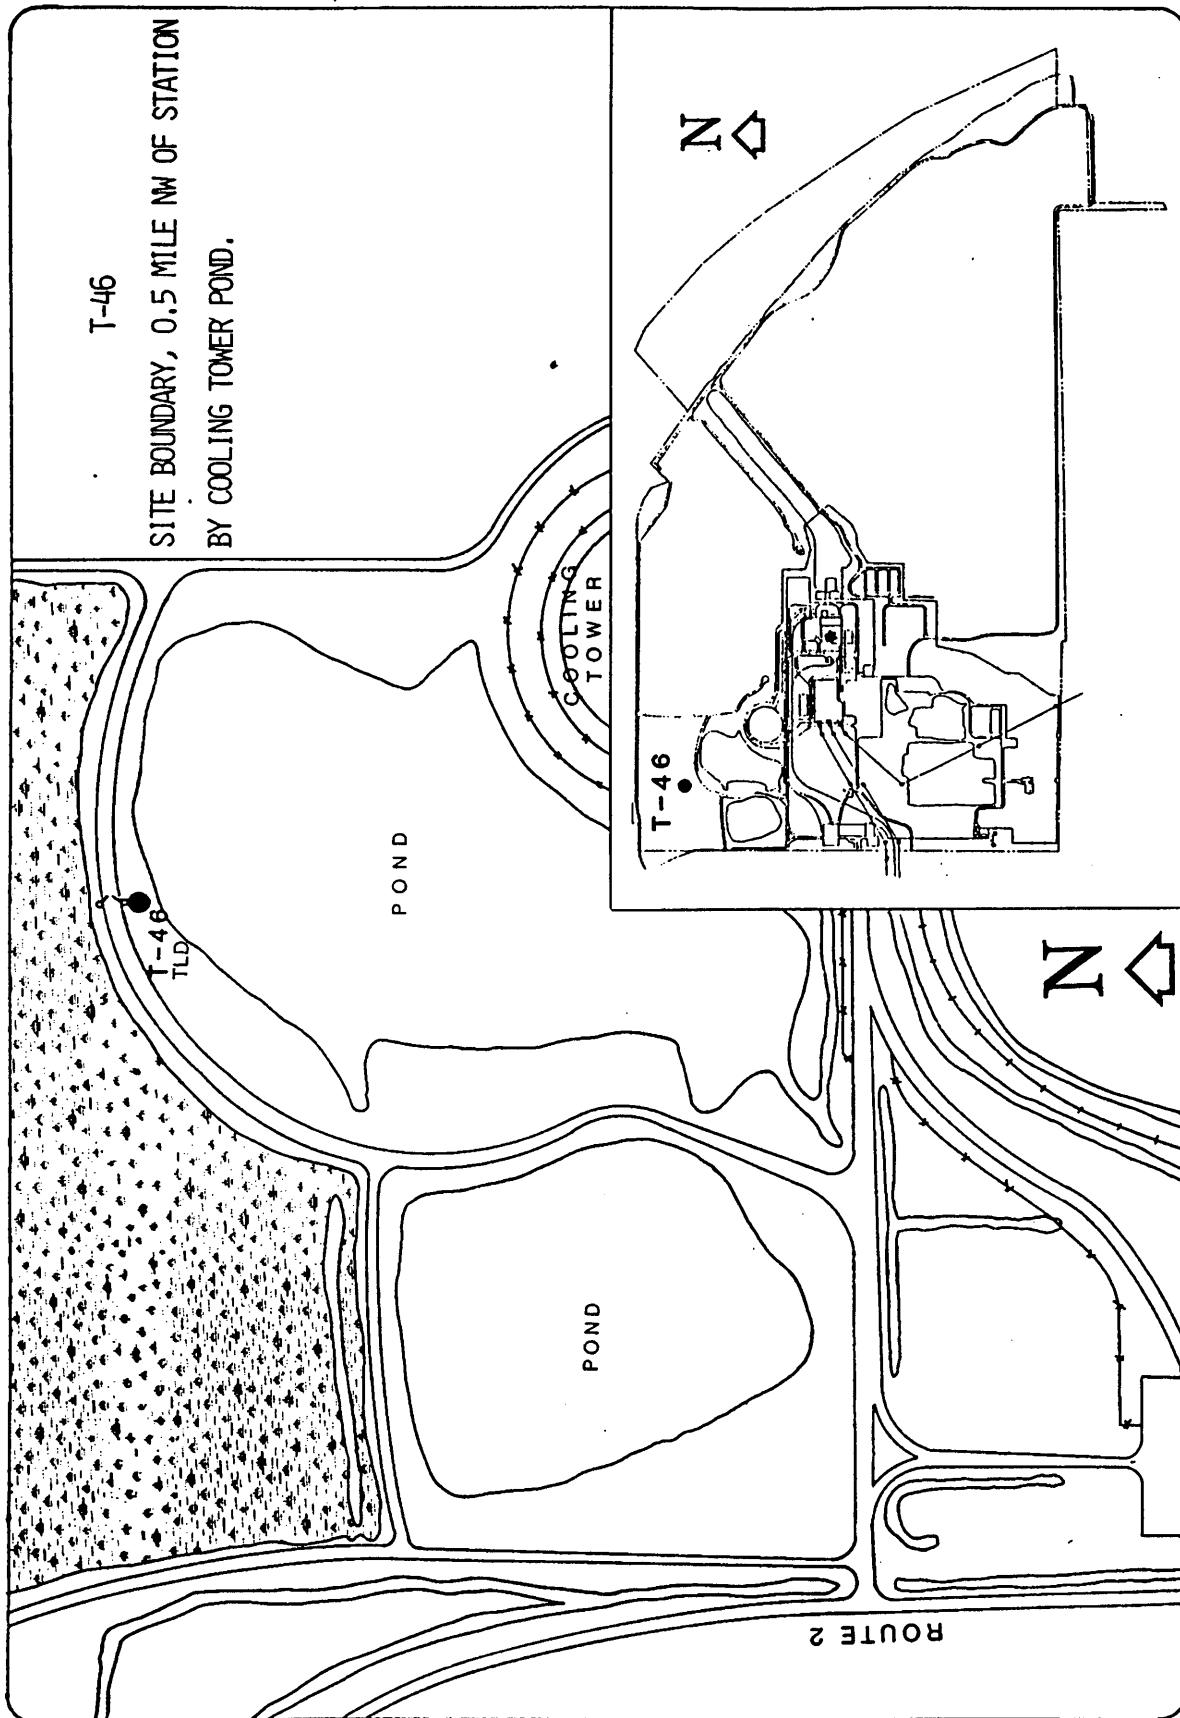 T-46
SITE BOUNDARY, 0.5 MILE NW OF STATION
BY COOLING TOWER POND.
N
T-46
COOLING
TOWER
POND
T-46
TLD
N
POND
ROUTE 2